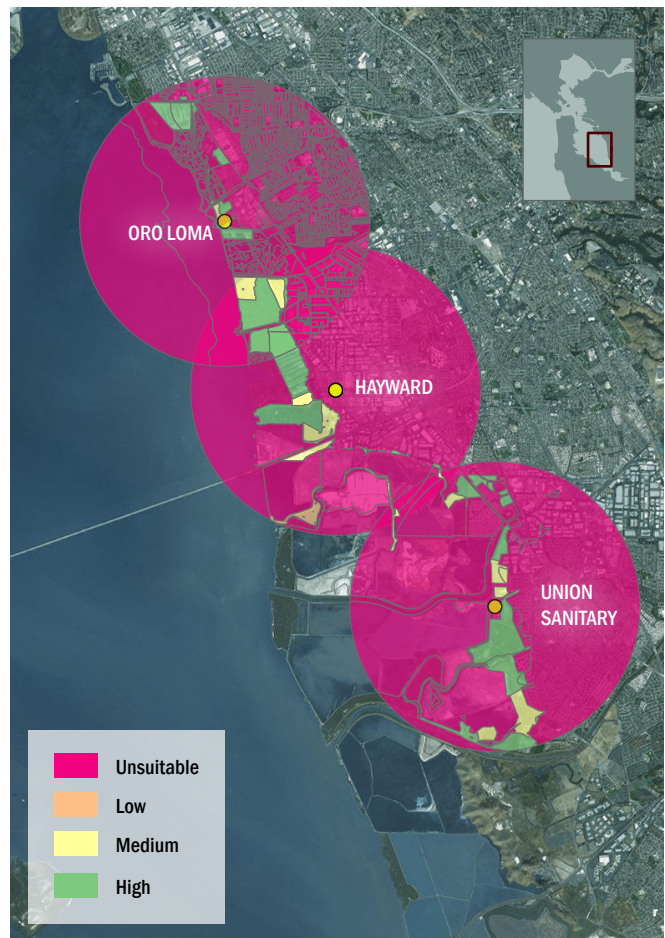 ORO LOMA
HAYWARD
UNION
SANITARY
Unsuitable
Low
Medium
High